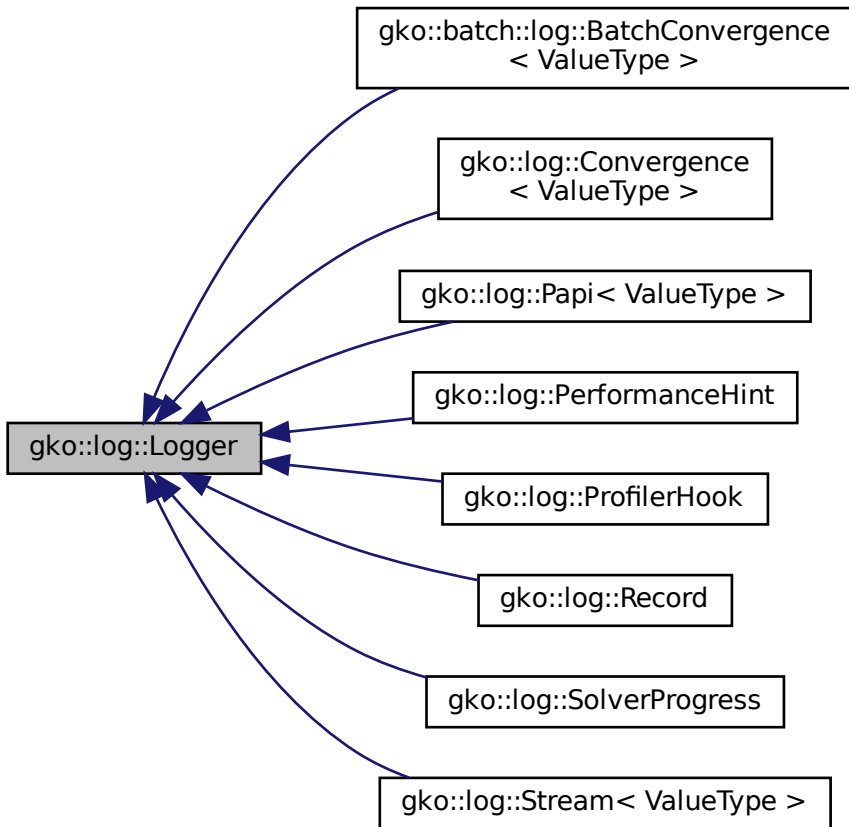 gko::batch::log::BatchConvergence
< ValueType >
gko::log::Convergence
< ValueType >
gko::log::Papi< ValueType >
gko::log::PerformanceHint
gko::log::Logger
gko::log::ProfilerHook
gko::log::Record
gko::log::SolverProgress
gko::log::Stream< ValueType >